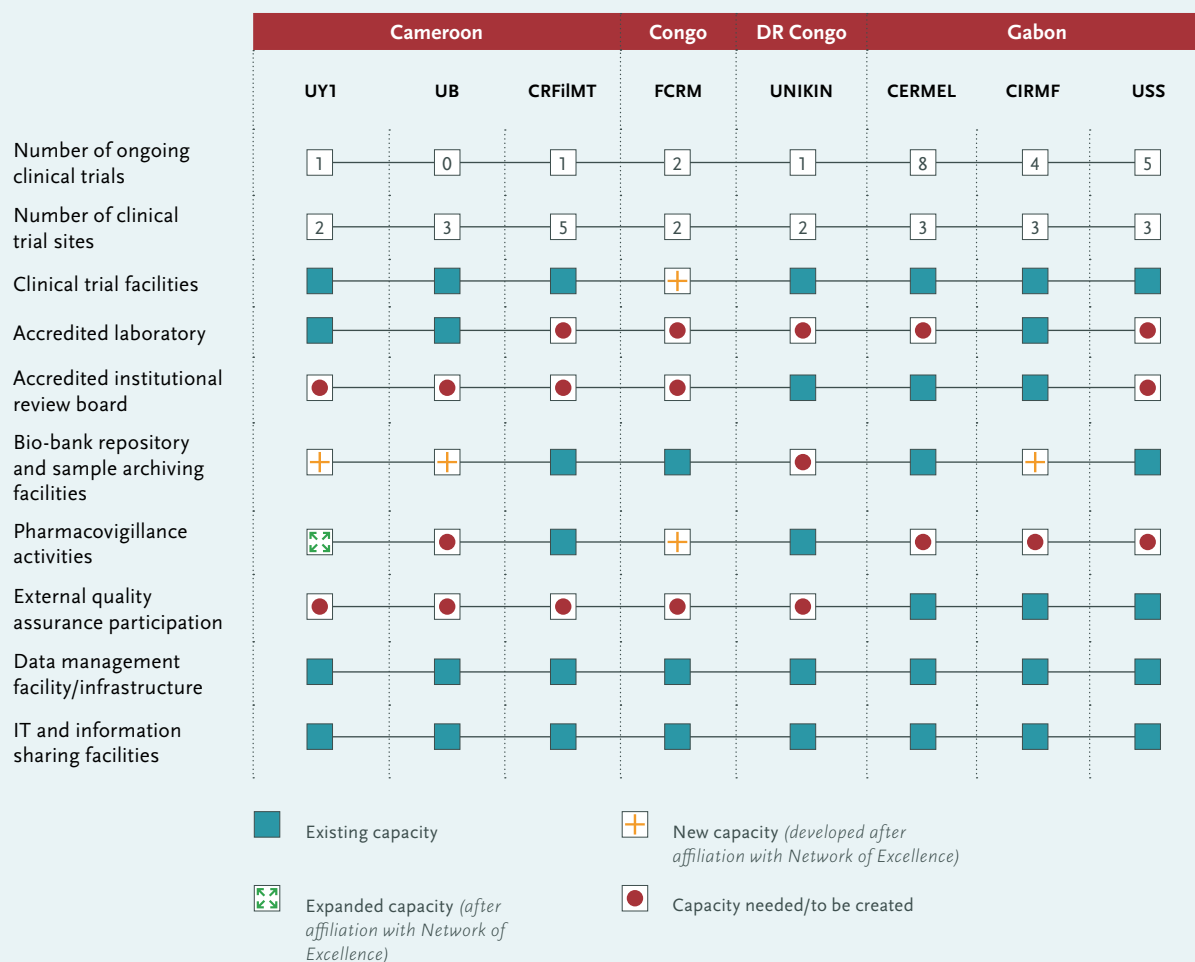 Cameroon Congo DR Congo Gabon
UY1 UB CRFilMT FCRM UNIKIN CERMEL CIRMF USS
Number of ongoing
clinical trials
1 0 1 2 1 8 4 5
Number of clinical
trial sites
2 3 5 2 2 3 3 3
Clinical trial facilities
Accredited laboratory
Accredited institutional
review board
Bio-bank repository
and sample archiving
facilities
Pharmacovigillance
activities
External quality
assurance participation
Data management
facility/infrastructure
IT and information
sharing facilities
Existing capacity
New capacity (developed after
affiliation with Network of Excellence)
Expanded capacity (after
affiliation with Network of
Excellence)
Capacity needed/to be created